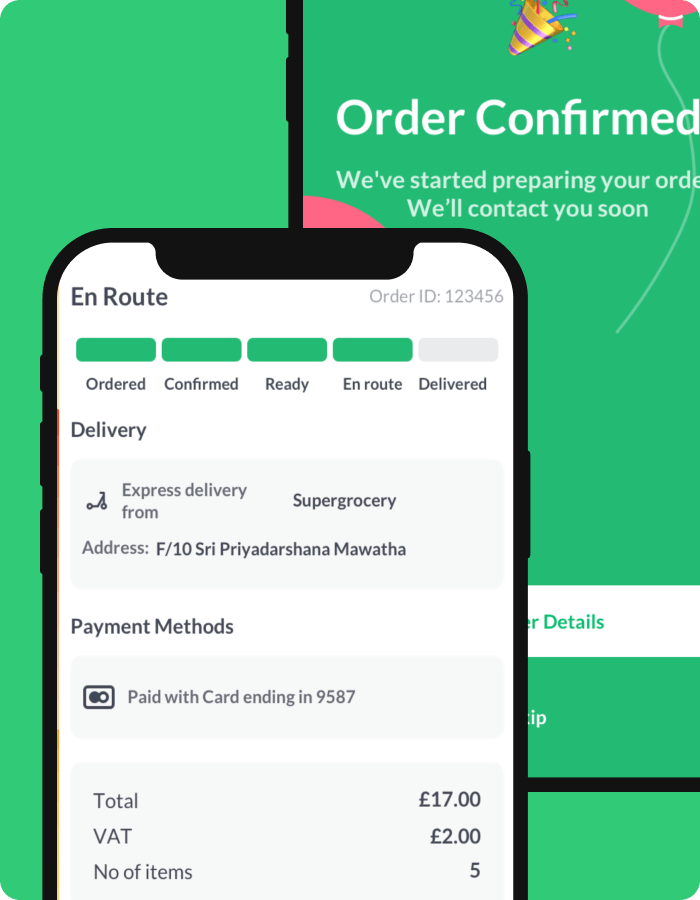 Order Confirmed
We've started preparing your
We'll contact you soon
En Route
Order ID: 123456
Ordered Confirmed Ready En route Delivered
Delivery
Express delivery
from
Supergrocery
Address: F/10 Sri Priyadarshana Mawatha
Details
Payment Methods
Paid with Card ending in 9587
Total £17.00
VAT £2.00
No of items 5